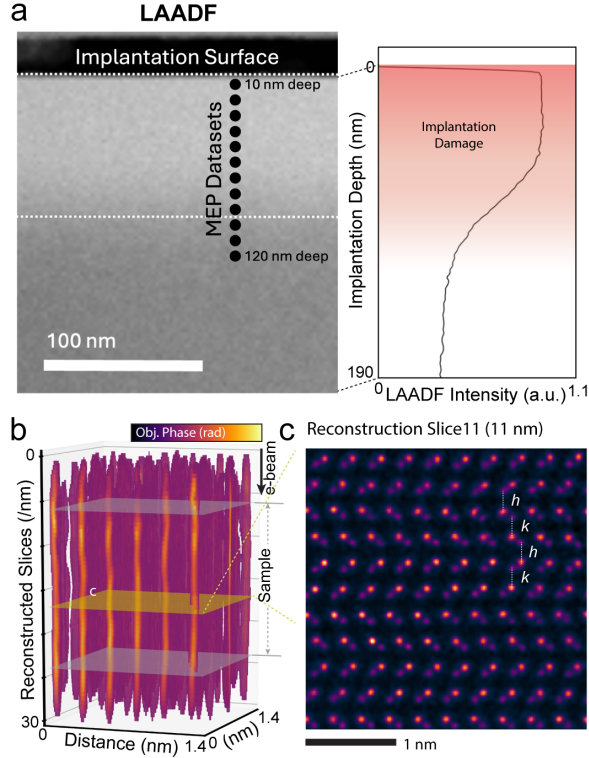 a
LAADF
Implantation Surface
10 nm deep
MEP Datasets
120 nm deep
100 nm
0
Implantation Depth (nm)
Implantation
Damage
190
0
LAADF Intensity (a.u.)
1.1
b
Obj. Phase (rad)
0
e-beam
Reconstructed Slices (/nm)
c
Sample
30
0
Distance (nm)
1.4
0
(nm)
1.4
c
Reconstruction Slice11 (11 nm)
h
k
h
k
1 nm